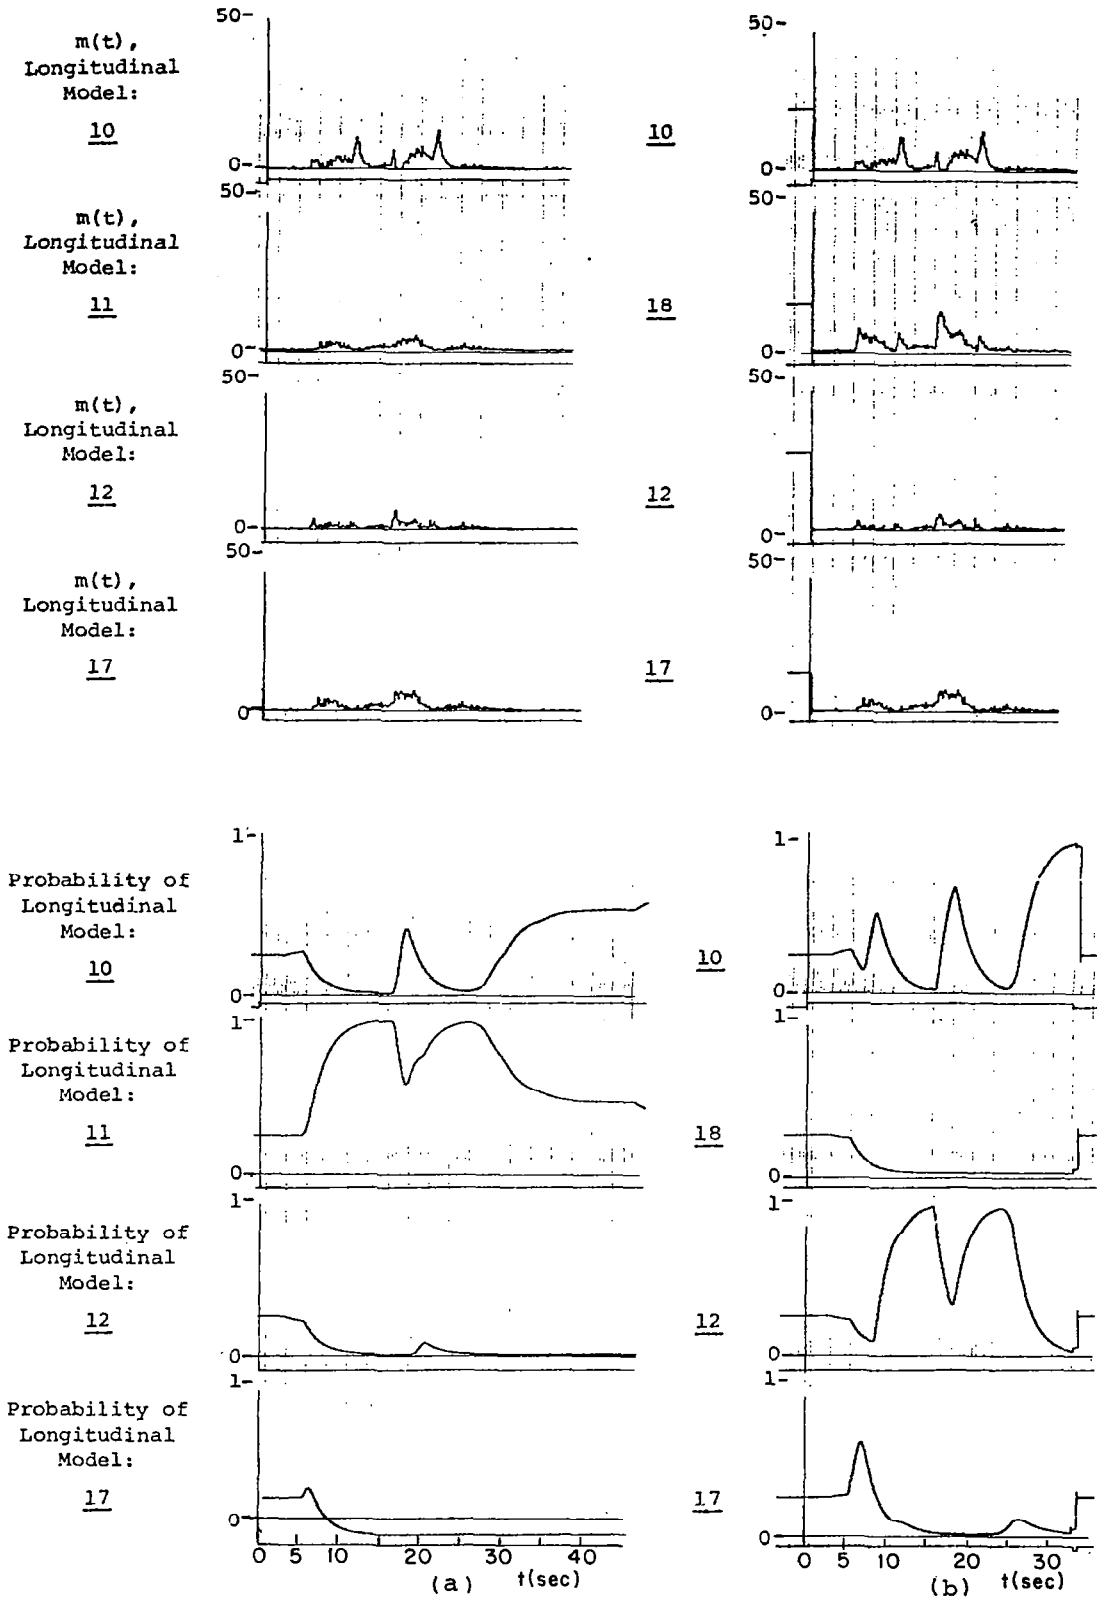 50-
50-
m(t),
Longitudinal
Model:
10
10
0-
0-
50-
50-
m(t),
Longitudinal
Model:
11
18
0-
0-
50-
50-
m(t),
Longitudinal
Model:
12
12
0-
0-
50-
50-
m(t),
Longitudinal
Model:
17
17
0-
0-
1-
1-
Probability of
Longitudinal
Model:
10
10
0-
0-
1-
1-
Probability of
Longitudinal
Model:
11
18
0-
0-
1-
1-
Probability of
Longitudinal
Model:
12
12
0-
0-
1-
1-
Probability of
Longitudinal
Model:
17
17
0-
0-
0 5 10 20 30 40
0 5 10 20 30
(a) t(sec)
(b) t(sec)